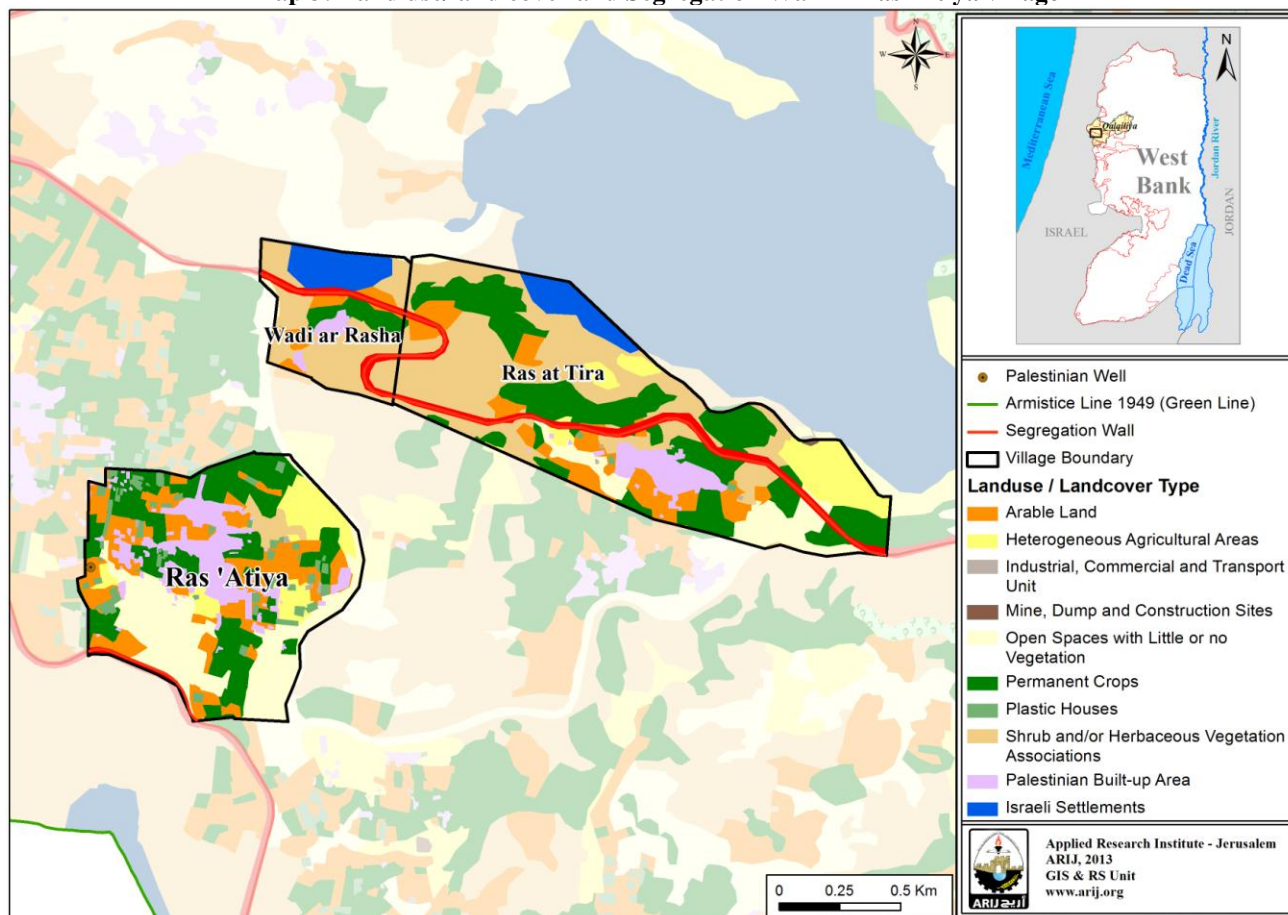 N
W E
S
Wadi ar Rasha
Ras at Tira
Ras 'Atiya
0 0.25 0.5 Km
N
Mediterranean Sea
Qalqiliya
West
Bank
Jordan River
JORDAN
ISRAEL
Dead Sea
Palestinian Well
Armistice Line 1949 (Green Line)
Segregation Wall
Village Boundary
Landuse / Landcover Type
Arable Land
Heterogeneous Agricultural Areas
Industrial, Commercial and Transport
Unit
Mine, Dump and Construction Sites
Open Spaces with Little or no
Vegetation
Permanent Crops
Plastic Houses
Shrub and/or Herbaceous Vegetation
Associations
Palestinian Built-up Area
Israeli Settlements
ARIJ أريج
Applied Research Institute - Jerusalem
ARIJ, 2013
GIS & RS Unit
www.arij.org